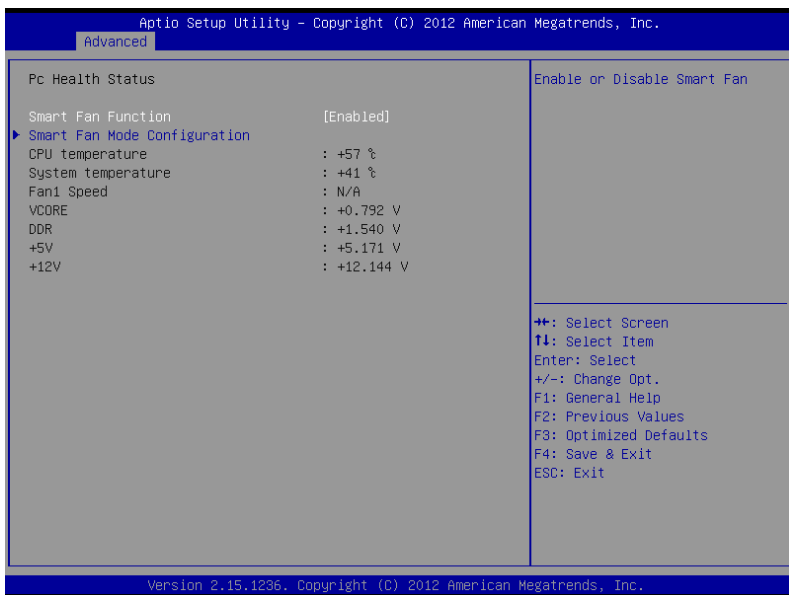 Aptio Setup Utility – Copyright (C) 2012 American Megatrends, Inc.
Advanced
Pc Health Status
Smart Fan Function [Enabled]
Smart Fan Mode Configuration
CPU temperature : +57 ℃
System temperature : +41 ℃
Fan1 Speed : N/A
VCORE : +0.792 V
DDR : +1.540 V
+5V : +5.171 V
+12V : +12.144 V
Enable or Disable Smart Fan
→←: Select Screen
↑↓: Select Item
Enter: Select
+/-: Change Opt.
F1: General Help
F2: Previous Values
F3: Optimized Defaults
F4: Save & Exit
ESC: Exit
Version 2.15.1236. Copyright (C) 2012 American Megatrends, Inc.